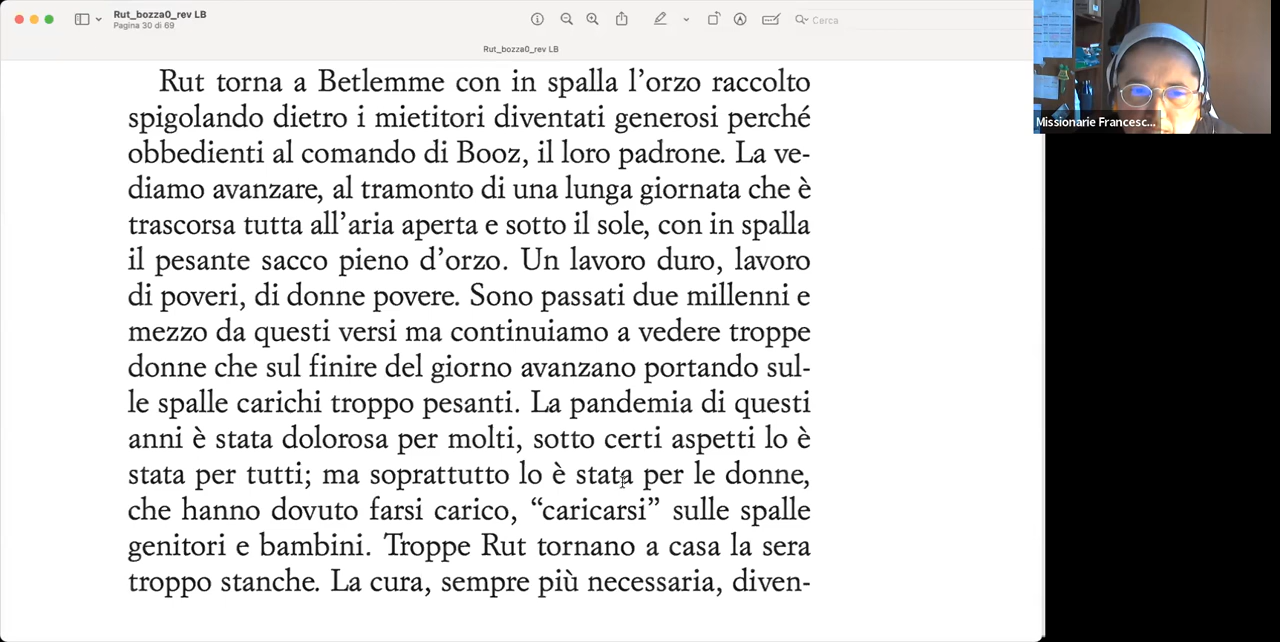 Rut_bozza0_rev LB
Pagina 30 di 69
Cerca
Rut_bozza0_rev LB
Missionarie Francesc...
Rut torna a Betlemme con in spalla l’orzo raccolto
spigolando dietro i mietitori diventati generosi perché
obbedienti al comando di Booz, il loro padrone. La ve-
diamo avanzare, al tramonto di una lunga giornata che è
trascorsa tutta all’aria aperta e sotto il sole, con in spalla
il pesante sacco pieno d’orzo. Un lavoro duro, lavoro
di poveri, di donne povere. Sono passati due millenni e
mezzo da questi versi ma continuiamo a vedere troppe
donne che sul finire del giorno avanzano portando sul-
le spalle carichi troppo pesanti. La pandemia di questi
anni è stata dolorosa per molti, sotto certi aspetti lo è
stata per tutti; ma soprattutto lo è stata per le donne,
che hanno dovuto farsi carico, “caricarsi” sulle spalle
genitori e bambini. Troppe Rut tornano a casa la sera
troppo stanche. La cura, sempre più necessaria, diven-